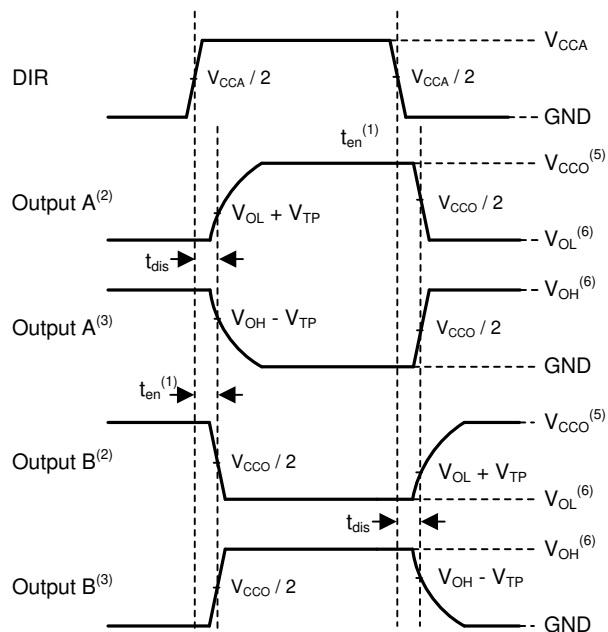 V_CCA
DIR
V_CCA / 2
V_CCA / 2
GND
t_en^(1)
V_CCO^(5)
Output A^(2)
V_OL + V_TP
V_CCO / 2
V_OL^(6)
t_dis
V_OH^(6)
Output A^(3)
V_OH - V_TP
V_CCO / 2
GND
t_en^(1)
V_CCO^(5)
Output B^(2)
V_CCO / 2
V_OL + V_TP
V_OL^(6)
t_dis
V_OH^(6)
Output B^(3)
V_CCO / 2
V_OH - V_TP
GND